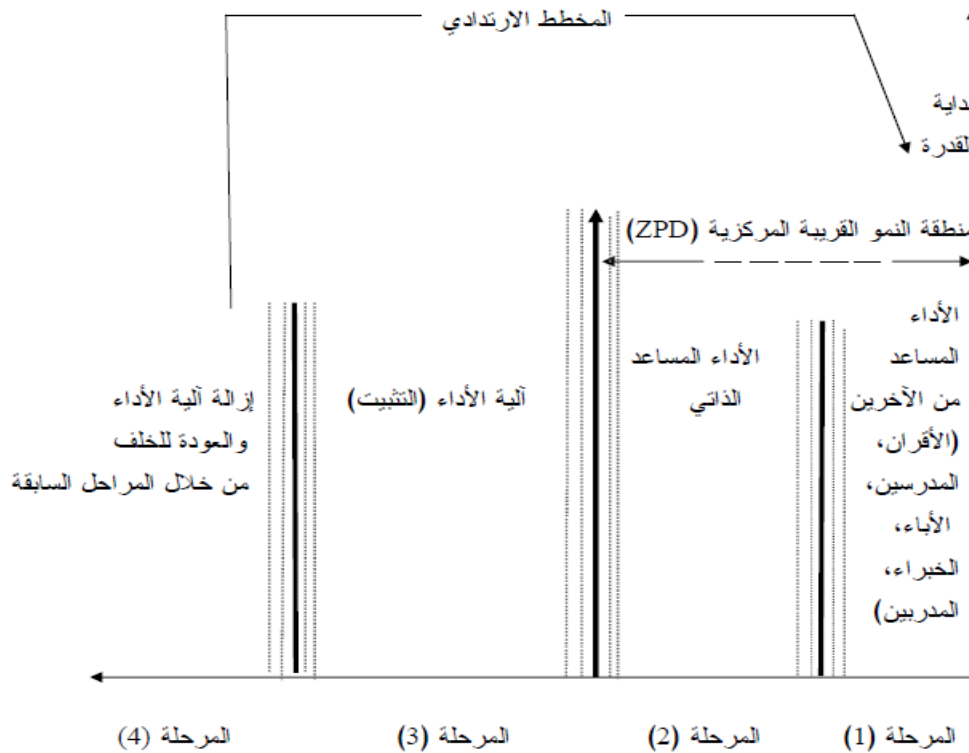 المخطط الارتدادي
منطقة النمو القريبة المركزية (ZPD)
الأداء
المساعد
من الآخرين
(الأقران،
المدرسين،
الأباء،
الخبراء،
المدربين)
الأداء المساعد
الذاتي
آلية الأداء (التثبيت)
إزالة آلية الأداء
والعودة للخلف
من خلال المراحل السابقة
المرحلة (1)
المرحلة (2)
المرحلة (3)
المرحلة (4)